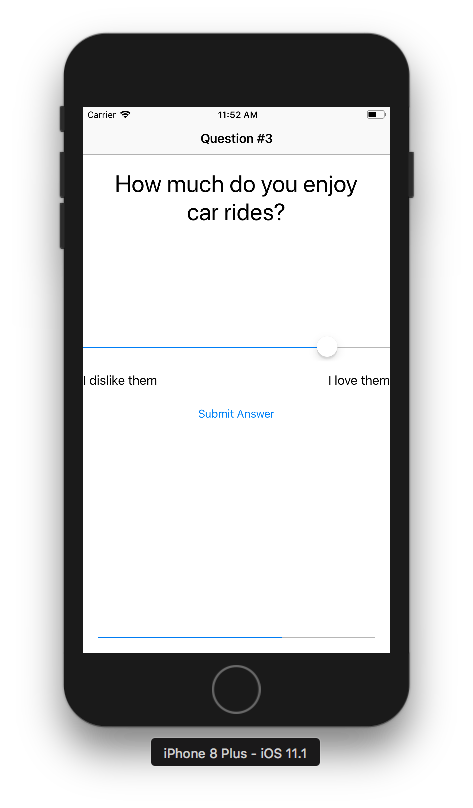 Carrier
11:52 AM
Question #3
How much do you enjoy
car rides?
I dislike them
I love them
Submit Answer
iPhone 8 Plus - iOS 11.1